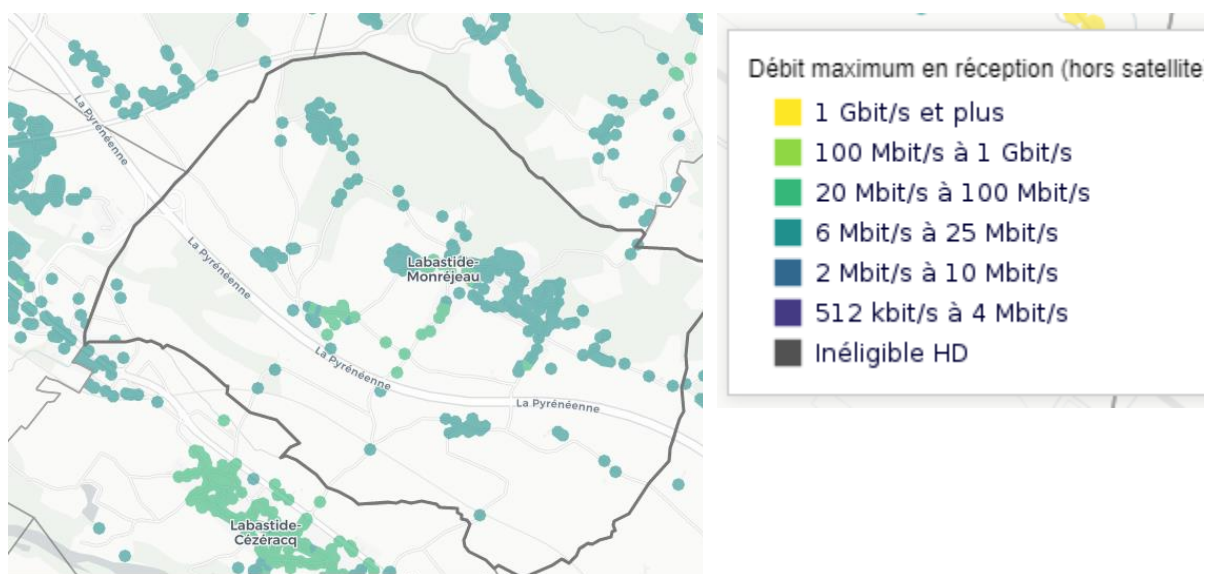 La Pyrénéenne
La Pyrénéenne
Labastide-
Monréjeau
La Pyrénéenne
La Pyrénéenne
Labastide-
Cézéracq
Débit maximum en réception (hors satellite
1 Gbit/s et plus
100 Mbit/s à 1 Gbit/s
20 Mbit/s à 100 Mbit/s
6 Mbit/s à 25 Mbit/s
2 Mbit/s à 10 Mbit/s
512 kbit/s à 4 Mbit/s
Inéligible HD